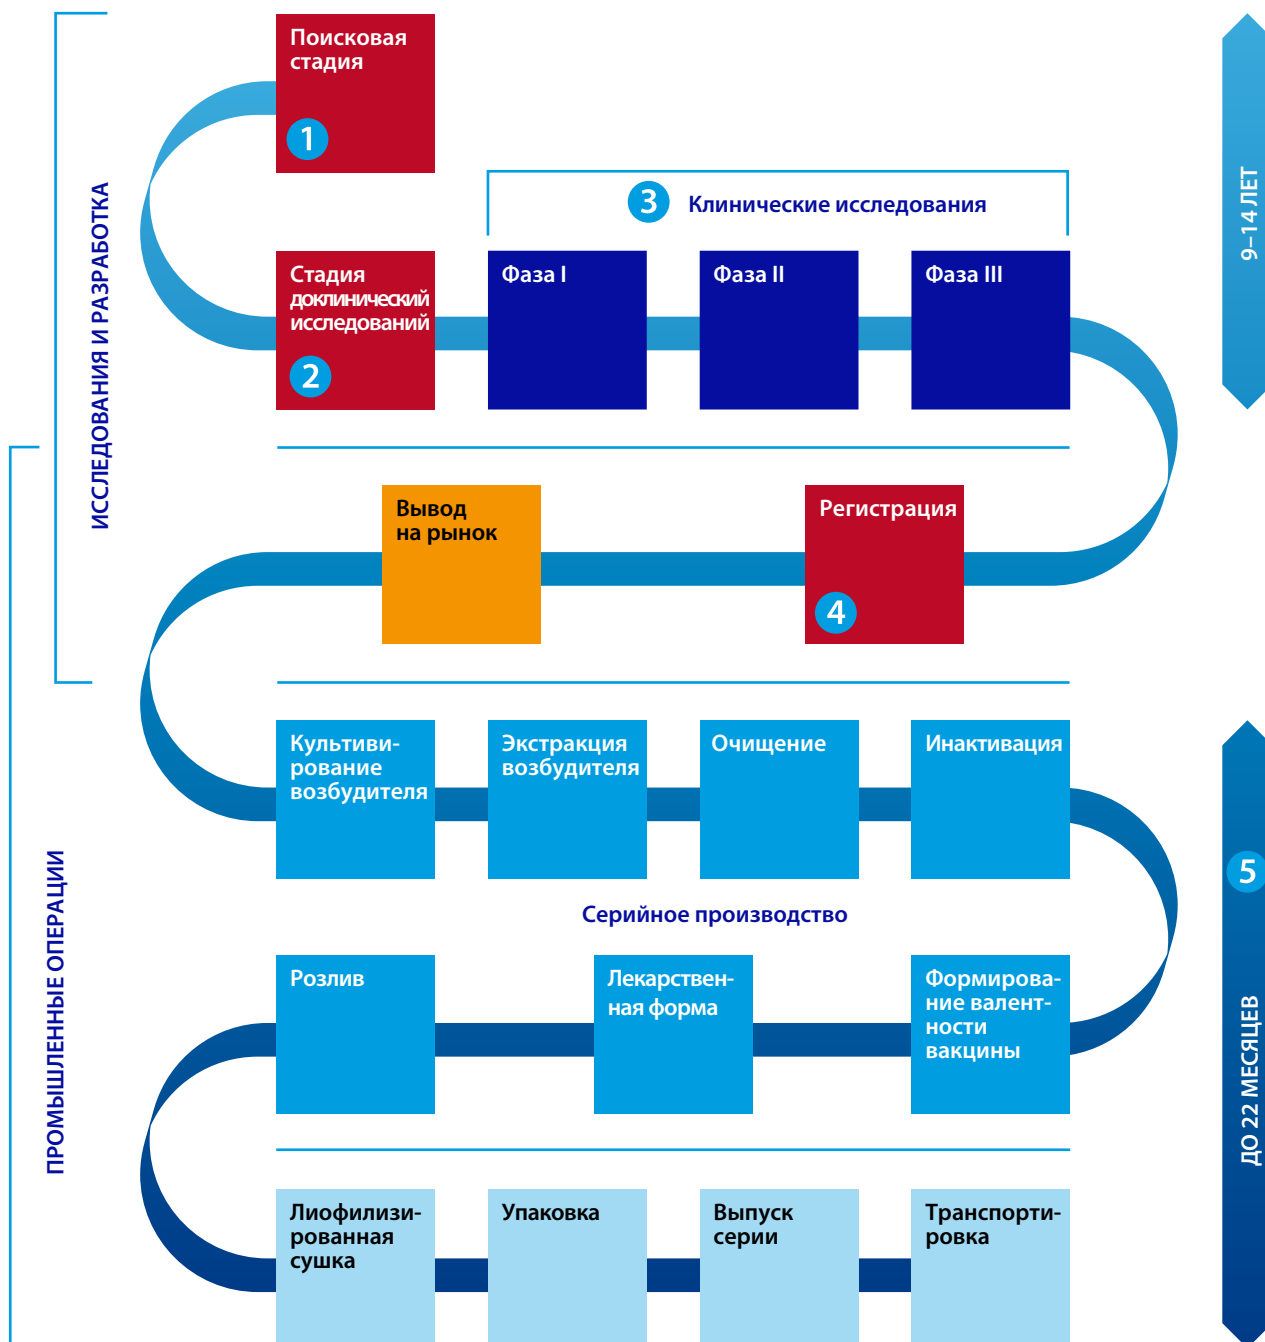 Поисковая
стадия
1
3 Клинические исследования
9–14 ЛЕТ
ИССЛЕДОВАНИЯ И РАЗРАБОТКА
Стадия
доклинический
исследований
2
Фаза I
Фаза II
Фаза III
Вывод
на рынок
Регистрация
4
Культиви-
рование
возбудителя
Экстракция
возбудителя
Очищение
Инактивация
5
ДО 22 МЕСЯЦЕВ
ПРОМЫШЛЕННЫЕ ОПЕРАЦИИ
Серийное производство
Розлив
Лекарствен-
ная форма
Формирова-
ние валент-
ности
вакцины
Лиофилизи-
рованная
сушка
Упаковка
Выпуск
серии
Транспорти-
ровка